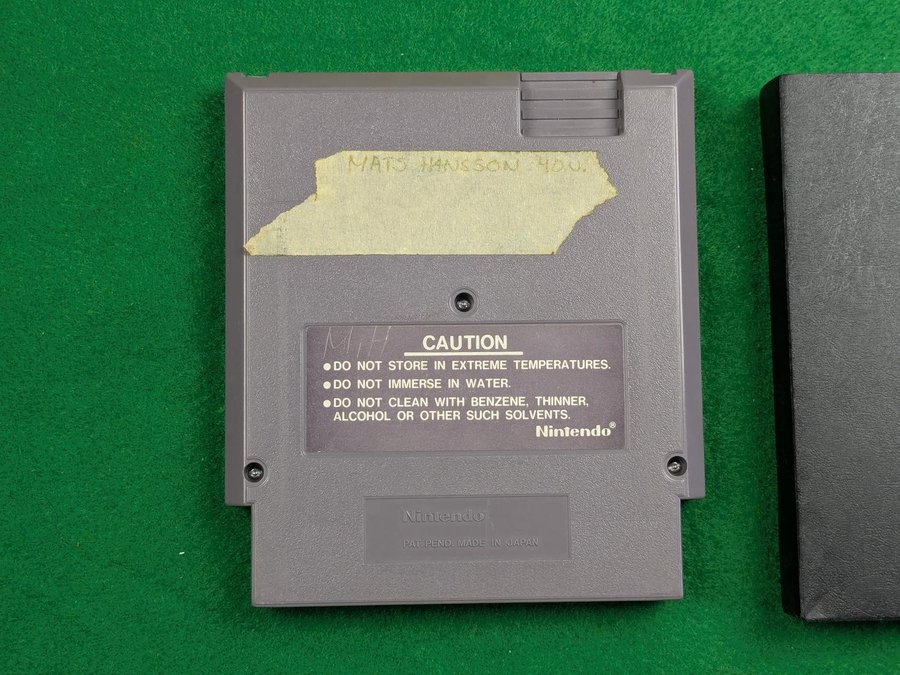 MATS HANSSON 40U.
M,H
CAUTION
● DO NOT STORE IN EXTREME TEMPERATURES.
● DO NOT IMMERSE IN WATER.
● DO NOT CLEAN WITH BENZENE, THINNER,
ALCOHOL OR OTHER SUCH SOLVENTS.
Nintendo®
Nintendo
PAT. PEND. MADE IN JAPAN